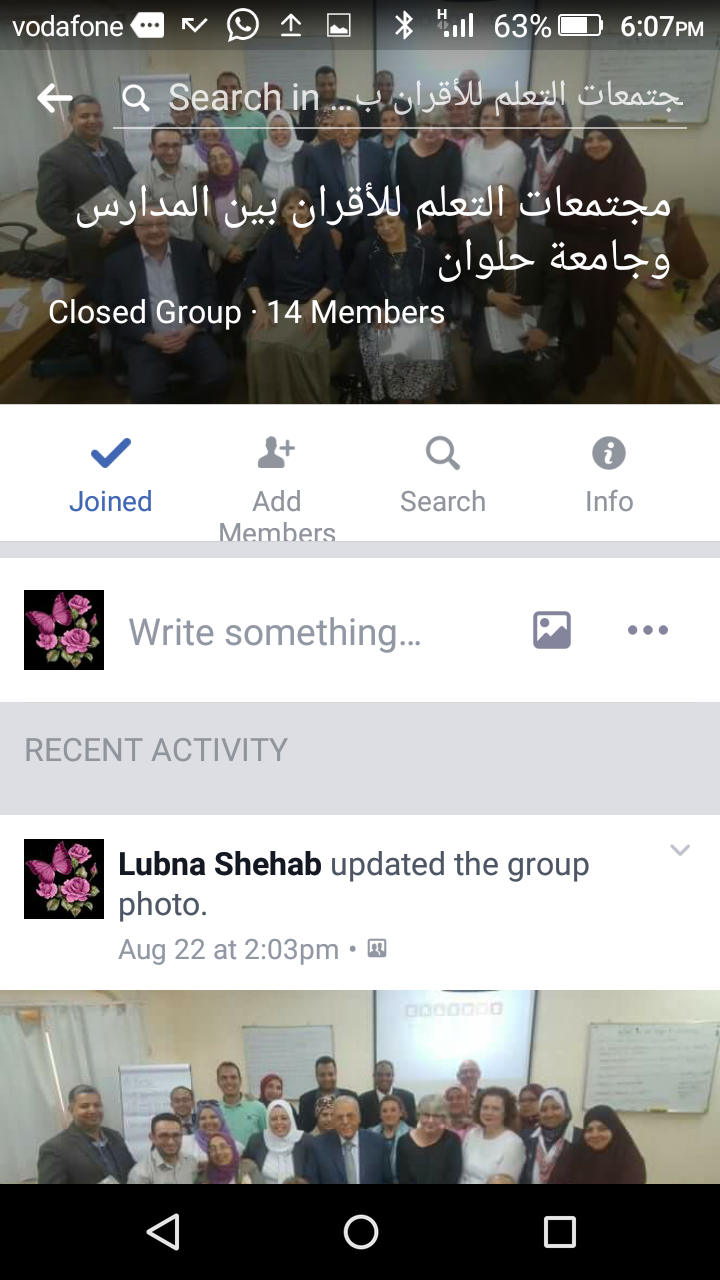 vodafone 63% 6:07PM
Search in ...جتمعات التعلم للأقران ب
مجتمعات التعلم للأقران بين المدارس
وجامعة حلوان
Closed Group · 14 Members
Joined
Add
Members
Search
Info
Write something...
RECENT ACTIVITY
Lubna Shehab updated the group
photo.
Aug 22 at 2:03pm •